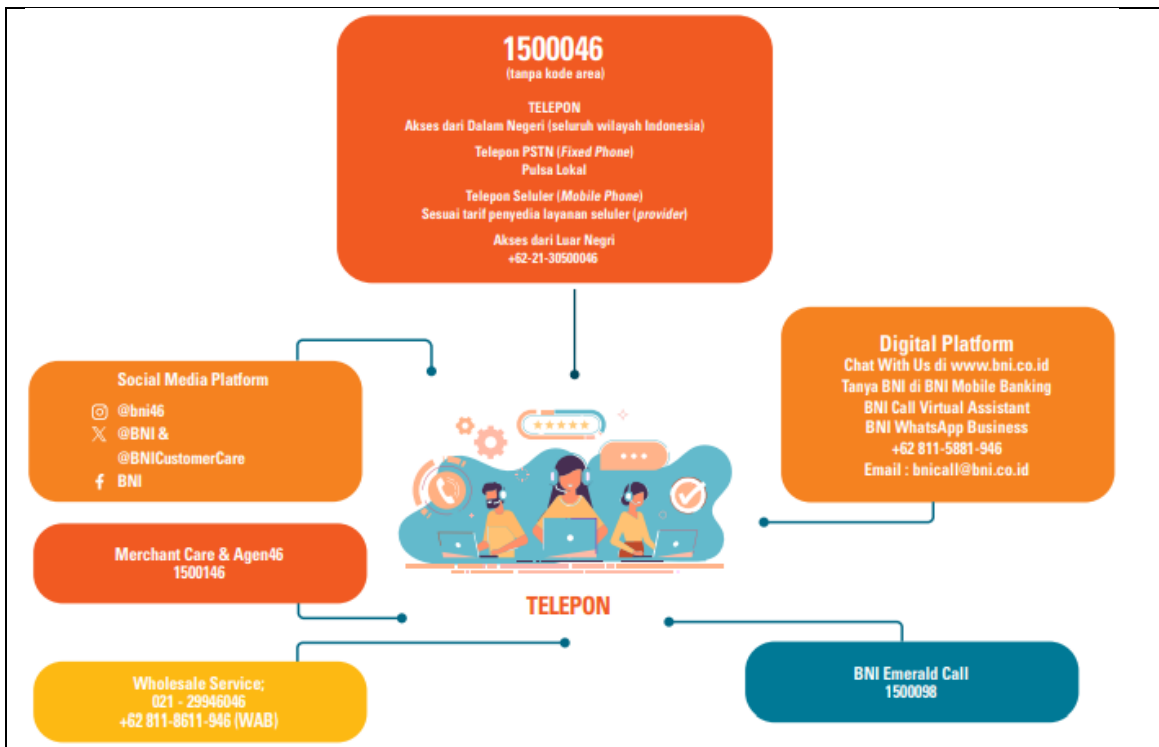 1500046
(tanpa kode area)
TELEPON
Akses dari Dalam Negeri (seluruh wilayah Indonesia)
Telepon PSTN (Fixed Phone)
Pulsa Lokal
Telepon Seluler (Mobile Phone)
Sesuai tarif penyedia layanan seluler (provider)
Akses dari Luar Negri
+62-21-30500046
Social Media Platform
@bni46
@BNI &
@BNICustomerCare
BNI
Digital Platform
Chat With Us di www.bni.co.id
Tanya BNI di BNI Mobile Banking
BNI Call Virtual Assistant
BNI WhatsApp Business
+62 811-5881-946
Email : bnicall@bni.co.id
Merchant Care & Agen46
1500146
TELEPON
Wholesale Service;
021 - 29946046
+62 811-8611-946 (WAB)
BNI Emerald Call
1500098